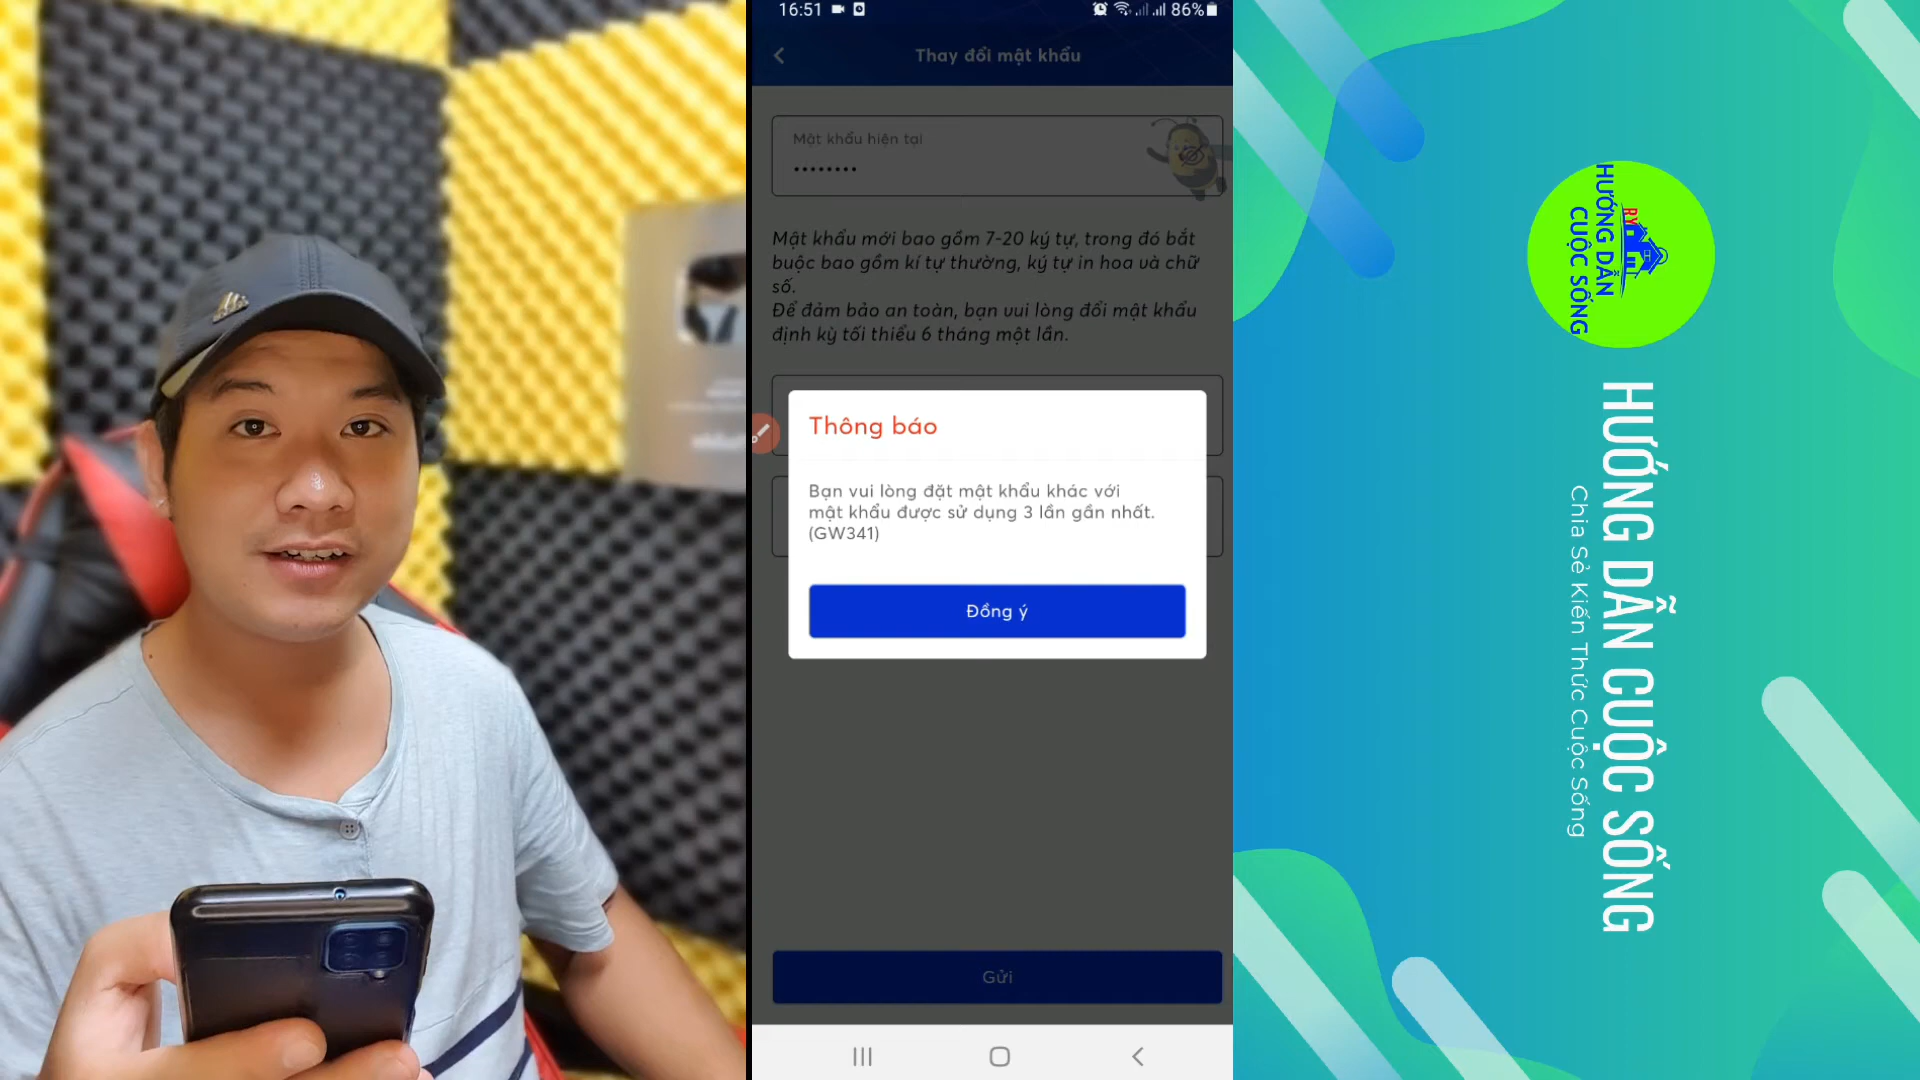 16:51
86%
Thay đổi mật khẩu
Mật khẩu hiện tại
Mật khẩu mới bao gồm 7-20 ký tự, trong đó bắt
buộc bao gồm kí tự thường, ký tự in hoa và chữ
số.
Để đảm bảo an toàn, bạn vui lòng đổi mật khẩu
định kỳ tối thiểu 6 tháng một lần.
Thông báo
Bạn vui lòng đặt mật khẩu khác với
mật khẩu được sử dụng 3 lần gần nhất.
(GW341)
Đồng ý
Gửi
RY
HƯỚNG DẪN
CUỘC SỐNG
HƯỚNG DẪN CUỘC SỐNG
Chia Sẻ Kiến Thức Cuộc Sống